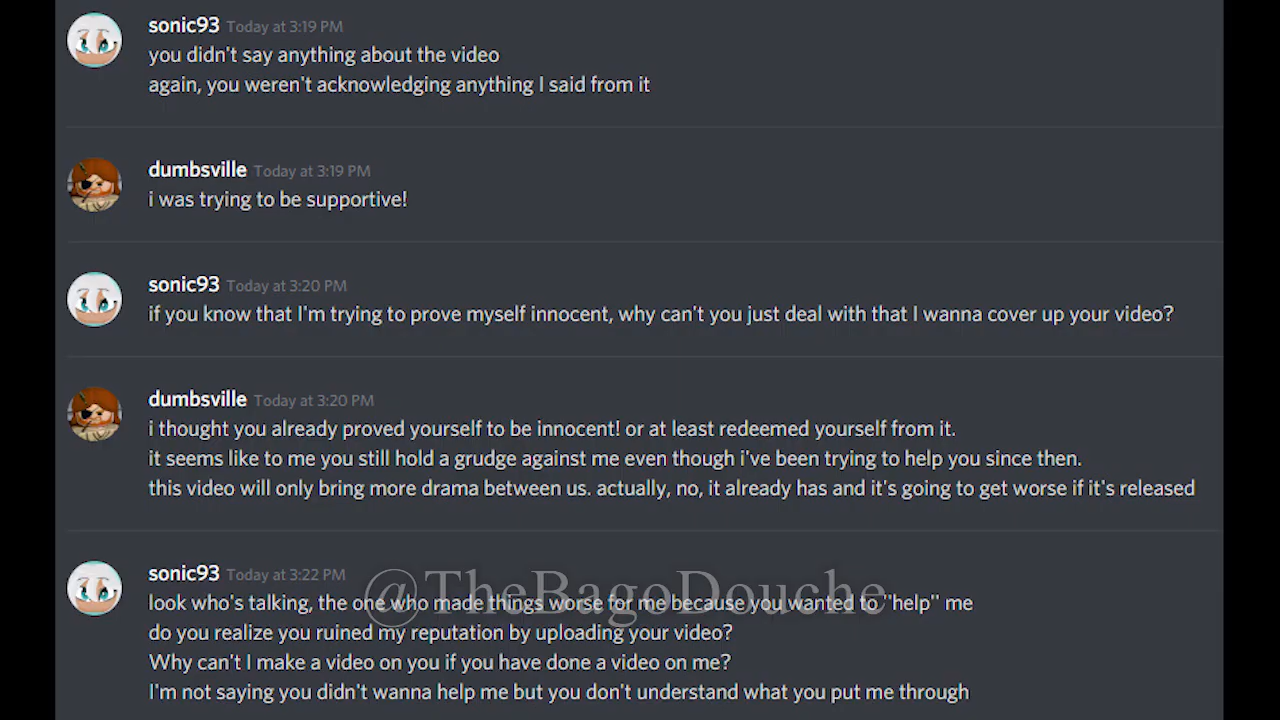 sonic93 Today at 3:19 PM
you didn't say anything about the video
again, you weren't acknowledging anything I said from it
dumbsville Today at 3:19 PM
i was trying to be supportive!
sonic93 Today at 3:20 PM
if you know that I'm trying to prove myself innocent, why can't you just deal with that I wanna cover up your video?
dumbsville Today at 3:20 PM
i thought you already proved yourself to be innocent! or at least redeemed yourself from it.
it seems like to me you still hold a grudge against me even though i've been trying to help you since then.
this video will only bring more drama between us. actually, no, it already has and it's going to get worse if it's released
sonic93 Today at 3:22 PM
@TheBagoDouche
look who's talking, the one who made things worse for me because you wanted to "help" me
do you realize you ruined my reputation by uploading your video?
Why can't I make a video on you if you have done a video on me?
I'm not saying you didn't wanna help me but you don't understand what you put me through